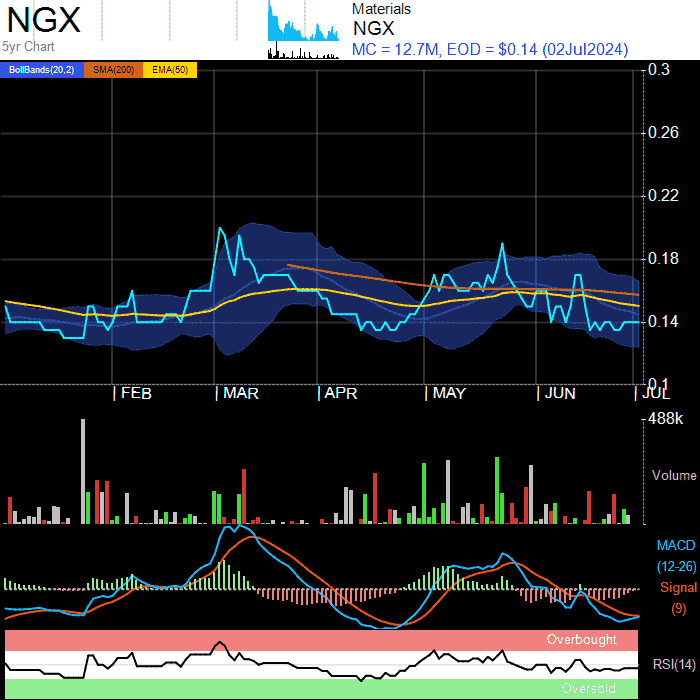 NGX
5yr Chart
Materials
NGX
MC = 12.7M, EOD = $0.14 (02Jul2024)
BollBands(20,2) SMA(200) EMA(50)
0.3
0.26
0.22
0.18
0.14
0.1
FEB MAR APR MAY JUN JUL
488k
Volume
MACD
(12-26)
Signal
(9)
Overbought
RSI(14)
Oversold